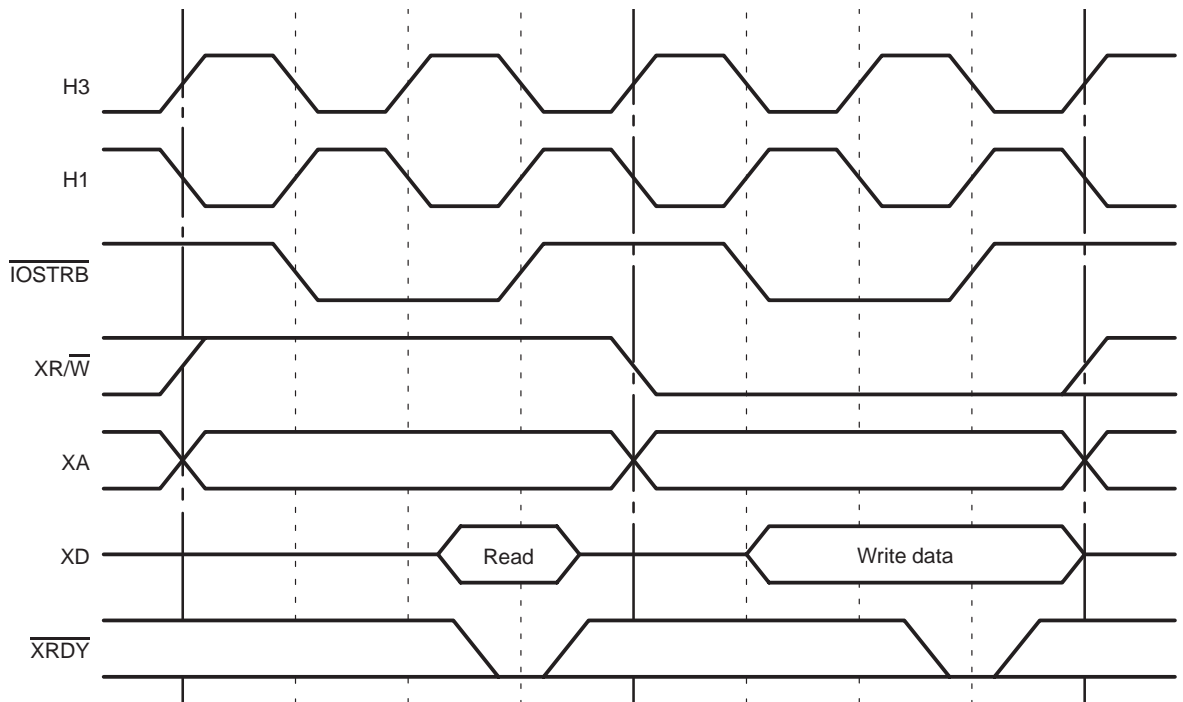 H3
H1
IOSTRB
XR/W
XA
XD
Read
Write data
XRDY